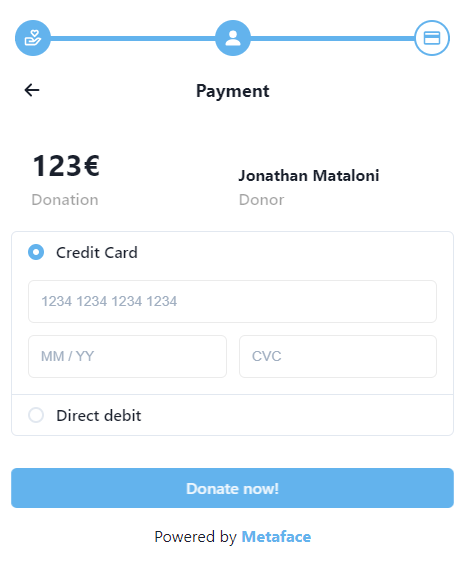 Payment
123€
Donation
Jonathan Mataloni
Donor
Credit Card
1234 1234 1234 1234
MM / YY
CVC
Direct debit
Donate now!
Powered by Metaface